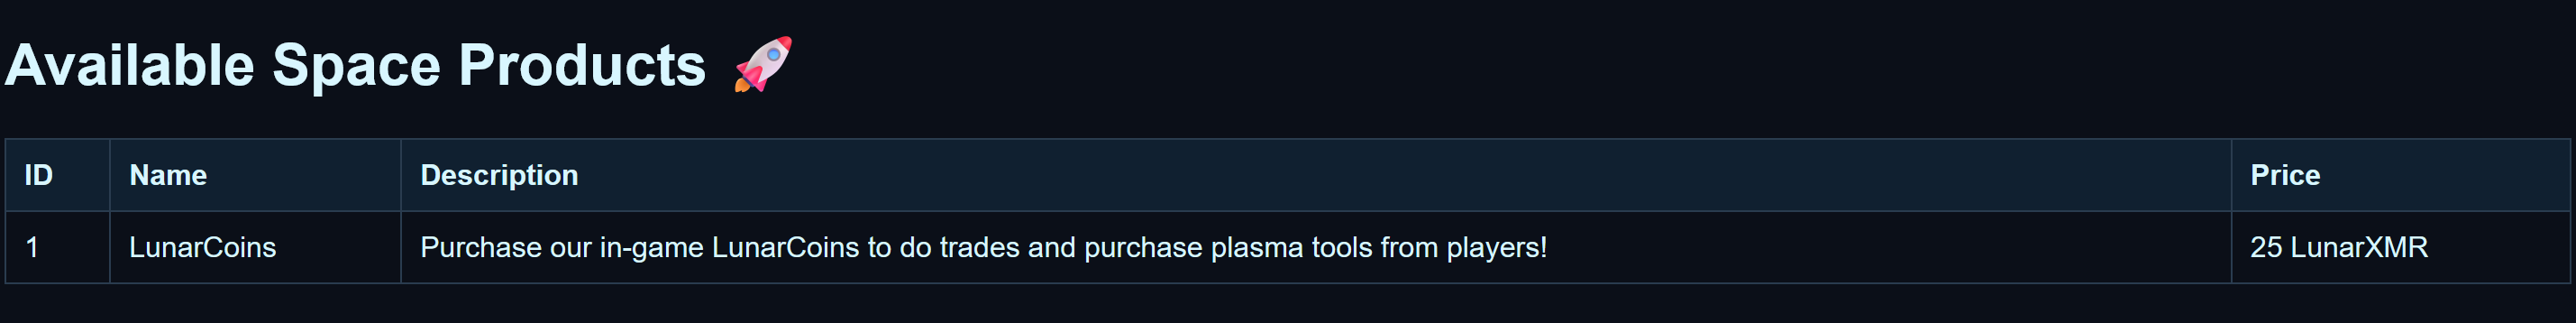 Available Space Products 🚀
ID Name Description Price
1 LunarCoins Purchase our in-game LunarCoins to do trades and purchase plasma tools from players! 25 LunarXMR